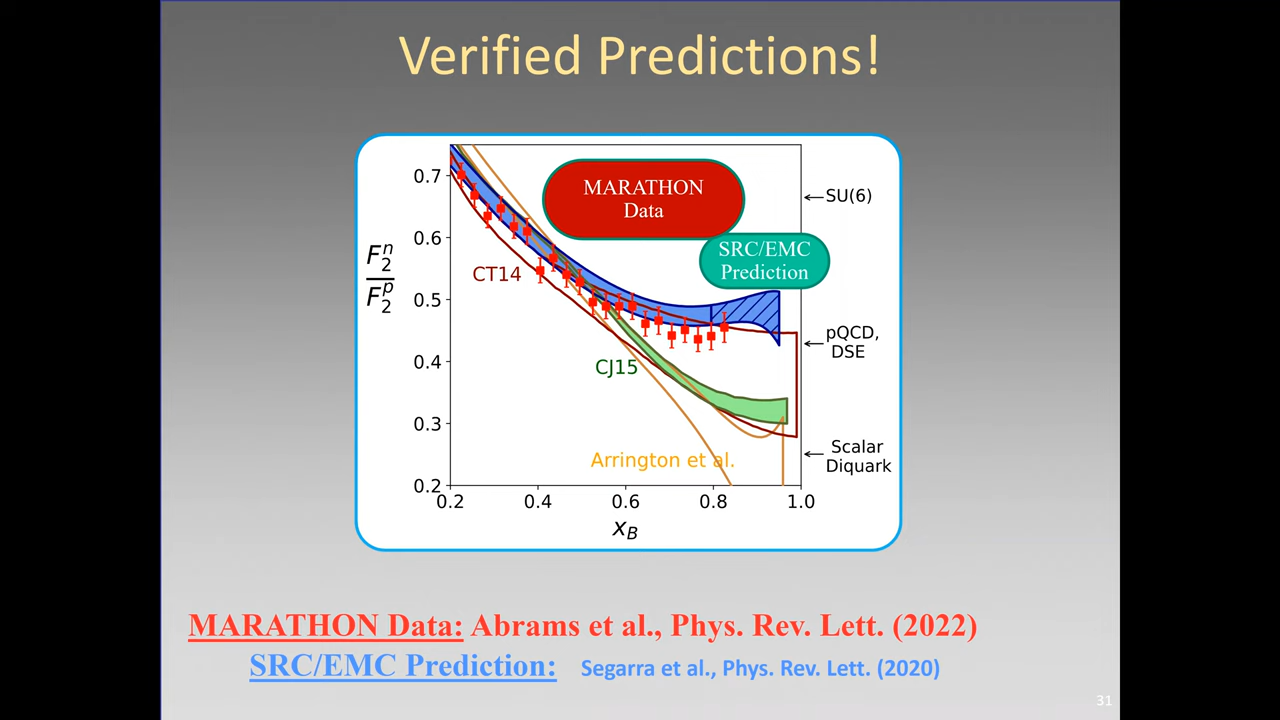 Verified Predictions!
MARATHON
Data
SRC/EMC
Prediction
0.7
0.6
0.5
0.4
0.3
0.2
F₂ⁿ
F₂ᵖ
CT14
CJ15
Arrington et al.
SU(6)
pQCD,
DSE
Scalar
Diquark
0.2 0.4 0.6 0.8 1.0
x_B
MARATHON Data: Abrams et al., Phys. Rev. Lett. (2022)
SRC/EMC Prediction: Segarra et al., Phys. Rev. Lett. (2020)
31